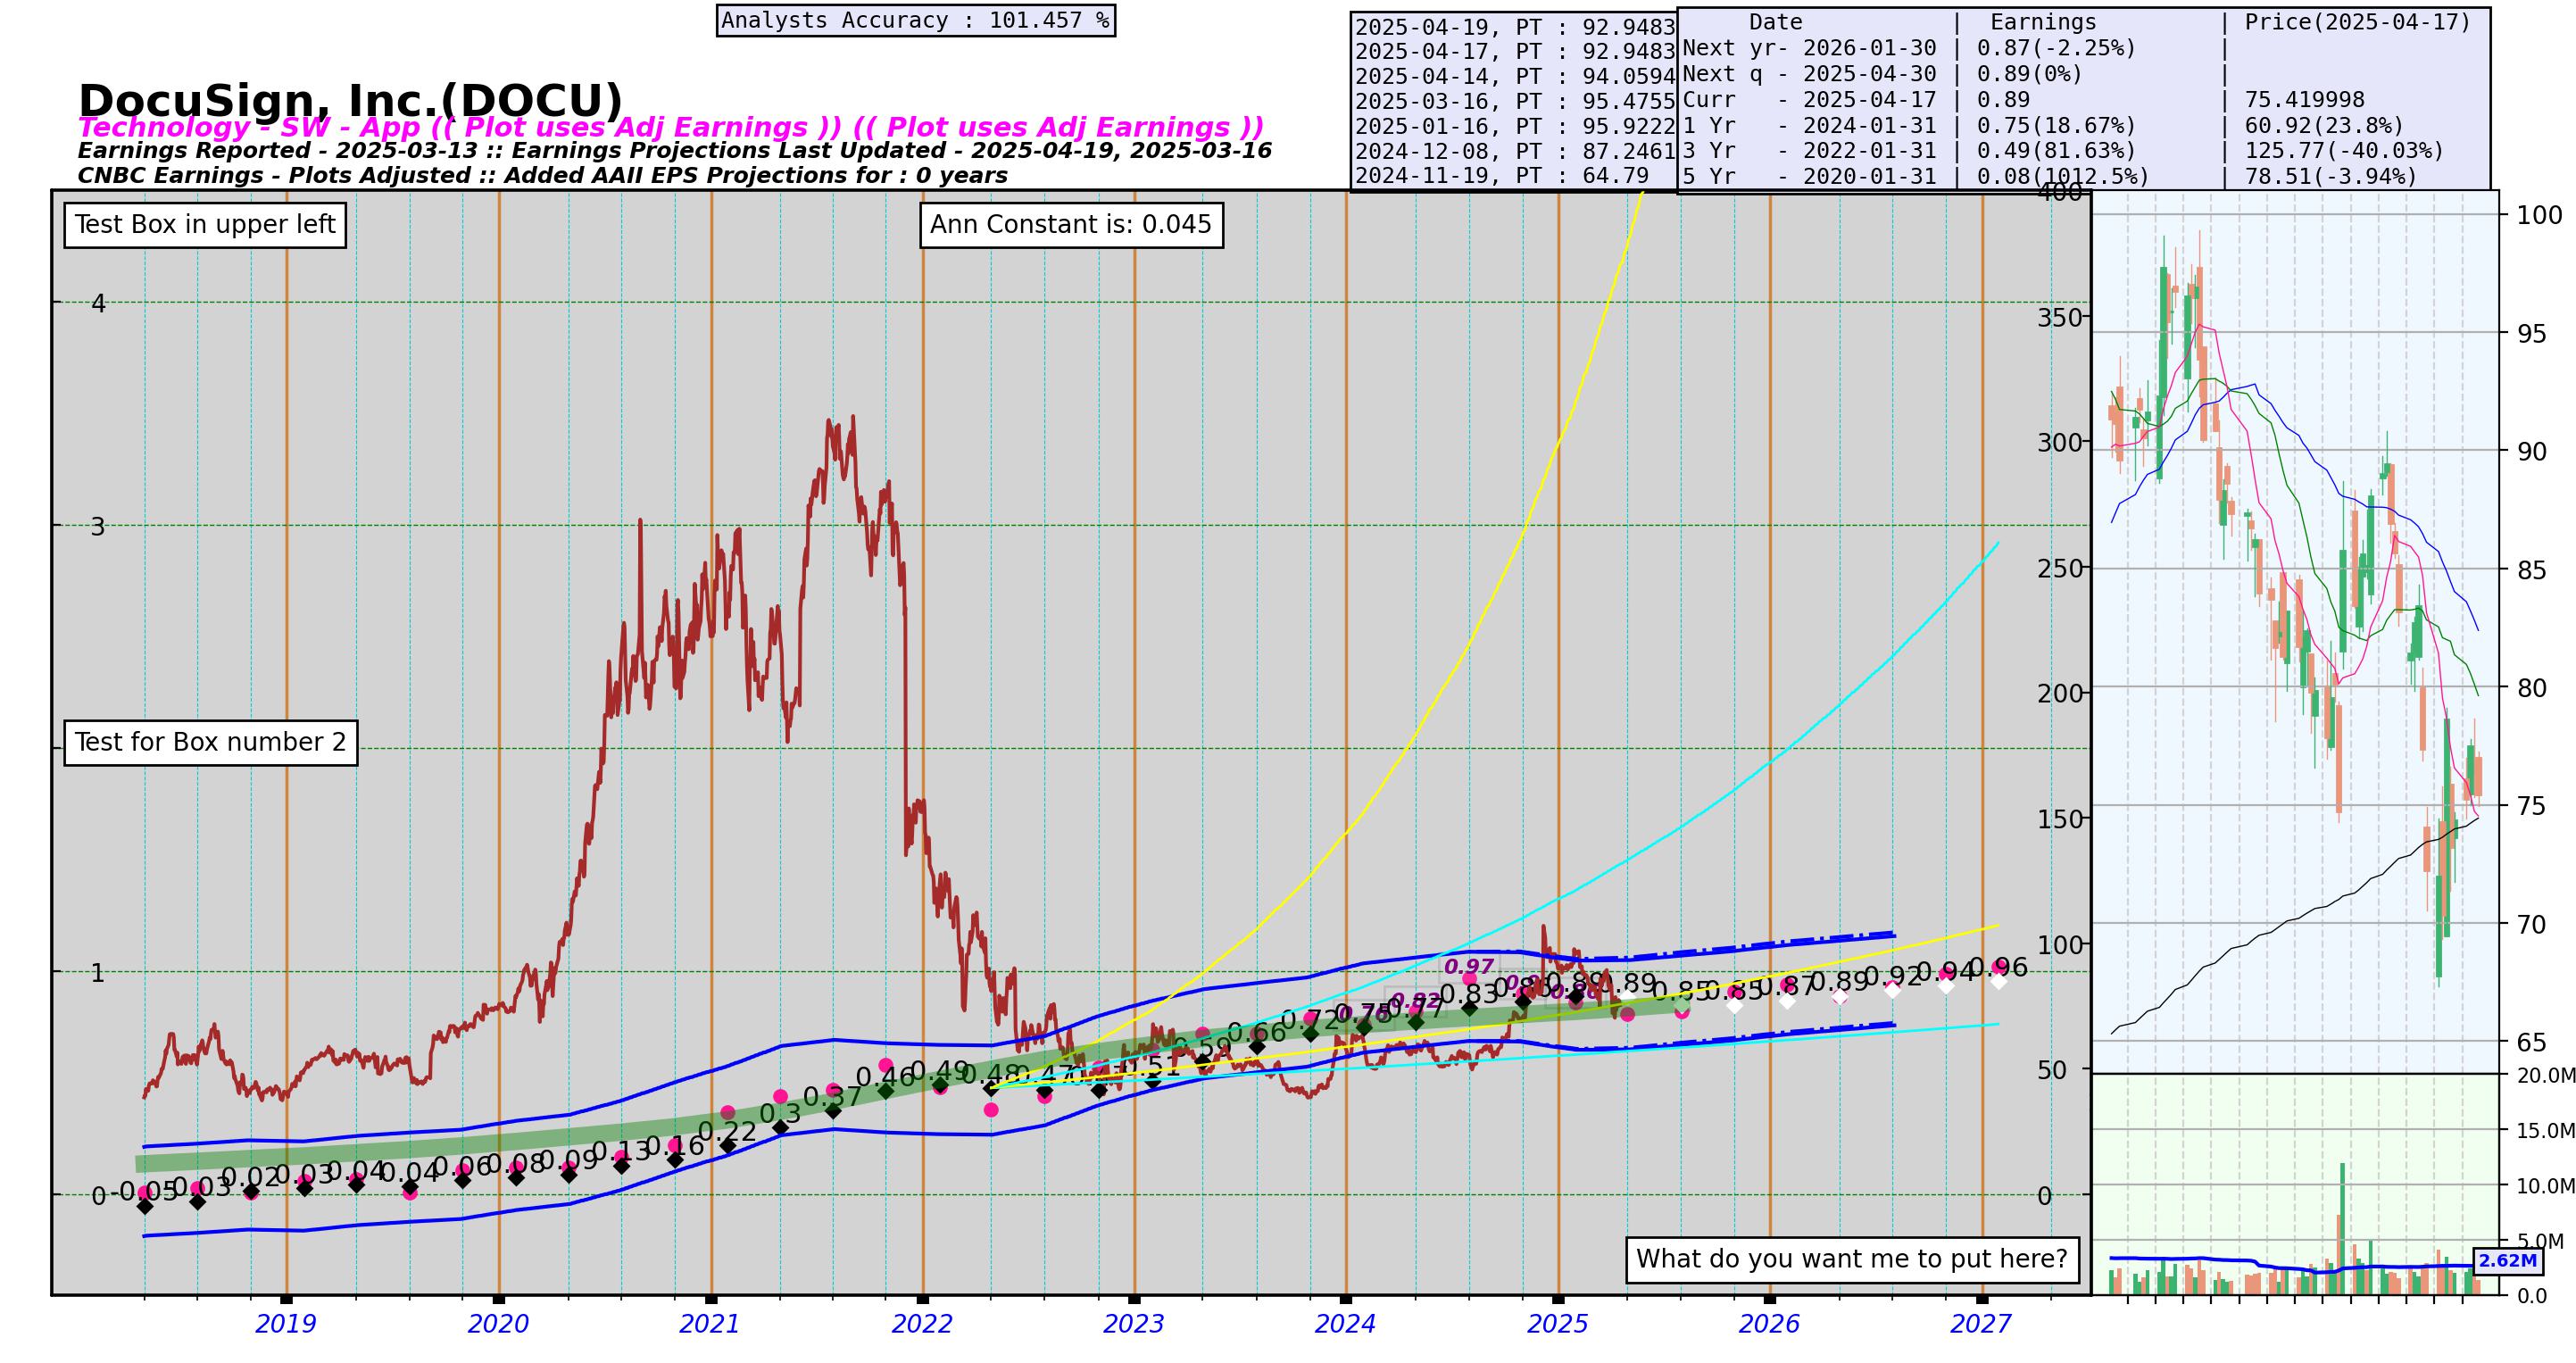 Analysts Accuracy : 101.457 %
2025-04-19, PT : 92.9483
2025-04-17, PT : 92.9483
2025-04-14, PT : 94.0594
2025-03-16, PT : 95.4755
2025-01-16, PT : 95.9222
2024-12-08, PT : 87.2461
2024-11-19, PT : 64.79
Date | Earnings | Price(2025-04-17)
Next yr- 2026-01-30 | 0.87(-2.25%) |
Next q - 2025-04-30 | 0.89(0%) |
Curr - 2025-04-17 | 0.89 | 75.419998
1 Yr - 2024-01-31 | 0.75(18.67%) | 60.92(23.8%)
3 Yr - 2022-01-31 | 0.49(81.63%) | 125.77(-40.03%)
5 Yr - 2020-01-31 | 0.08(1012.5%) | 78.51(-3.94%)
DocuSign, Inc.(DOCU)
Technology - SW - App (( Plot uses Adj Earnings )) (( Plot uses Adj Earnings ))
Earnings Reported - 2025-03-13 :: Earnings Projections Last Updated - 2025-04-19, 2025-03-16
CNBC Earnings - Plots Adjusted :: Added AAII EPS Projections for : 0 years
Test Box in upper left
Ann Constant is: 0.045
Test for Box number 2
What do you want me to put here?
4
3
1
0
400
350
300
250
200
150
100
50
0
100
95
90
85
80
75
70
65
20.0M
15.0M
10.0M
5.0M
2.62M
0.0
-0.05 0.03 0.02 0.03 0.04 0.04 0.06 0.08 0.09 0.13 0.16 0.22 0.3 0.37 0.46 0.49 0.48 0.47 0.51 0.59 0.66 0.72 0.75 0.77 0.83 0.89 0.89 0.85 0.85 0.87 0.89 0.92 0.94 0.96
0.76 0.82 0.97
2019 2020 2021 2022 2023 2024 2025 2026 2027